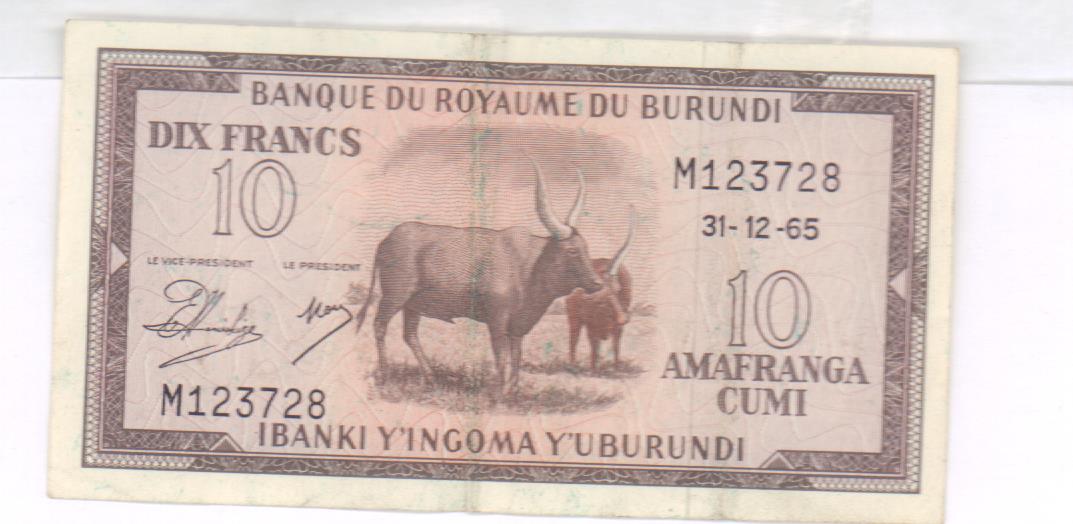 BANQUE DU ROYAUME DU BURUNDI
DIX FRANCS
10
M123728
31-12-65
LE VICE-PRESIDENT LE PRESIDENT
10
AMAFRANGA
CUMI
M123728
IBANKI Y'INGOMA Y'UBURUNDI